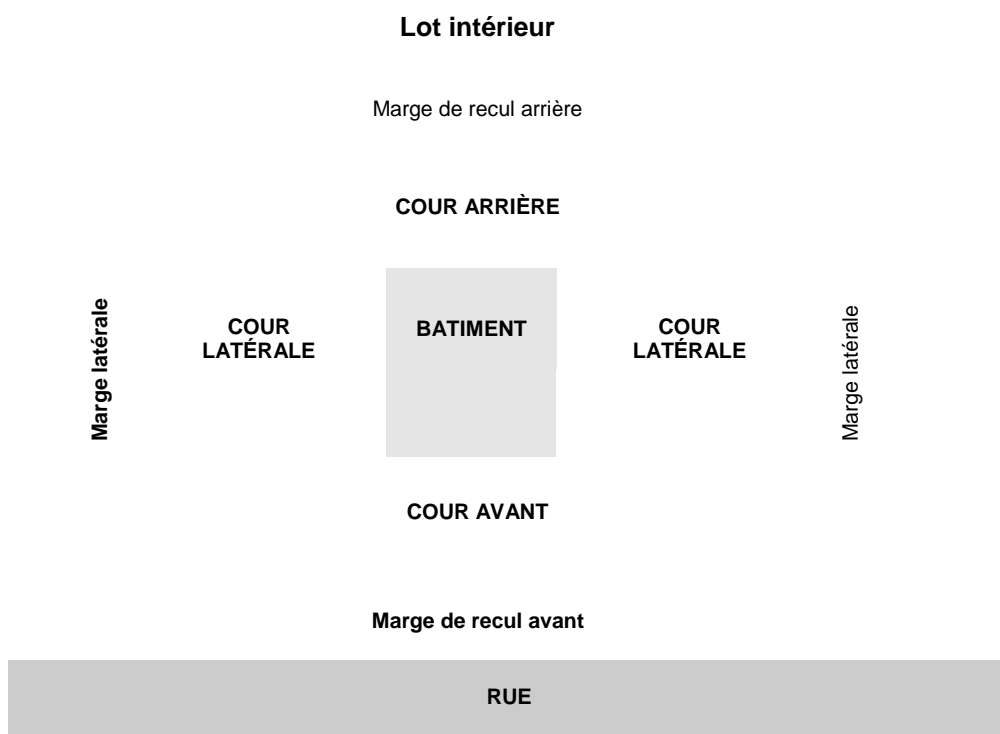 Lot intérieur
Marge de recul arrière
COUR ARRIÈRE
Marge latérale
COUR
LATÉRALE
BATIMENT
COUR
LATÉRALE
Marge latérale
COUR AVANT
Marge de recul avant
RUE